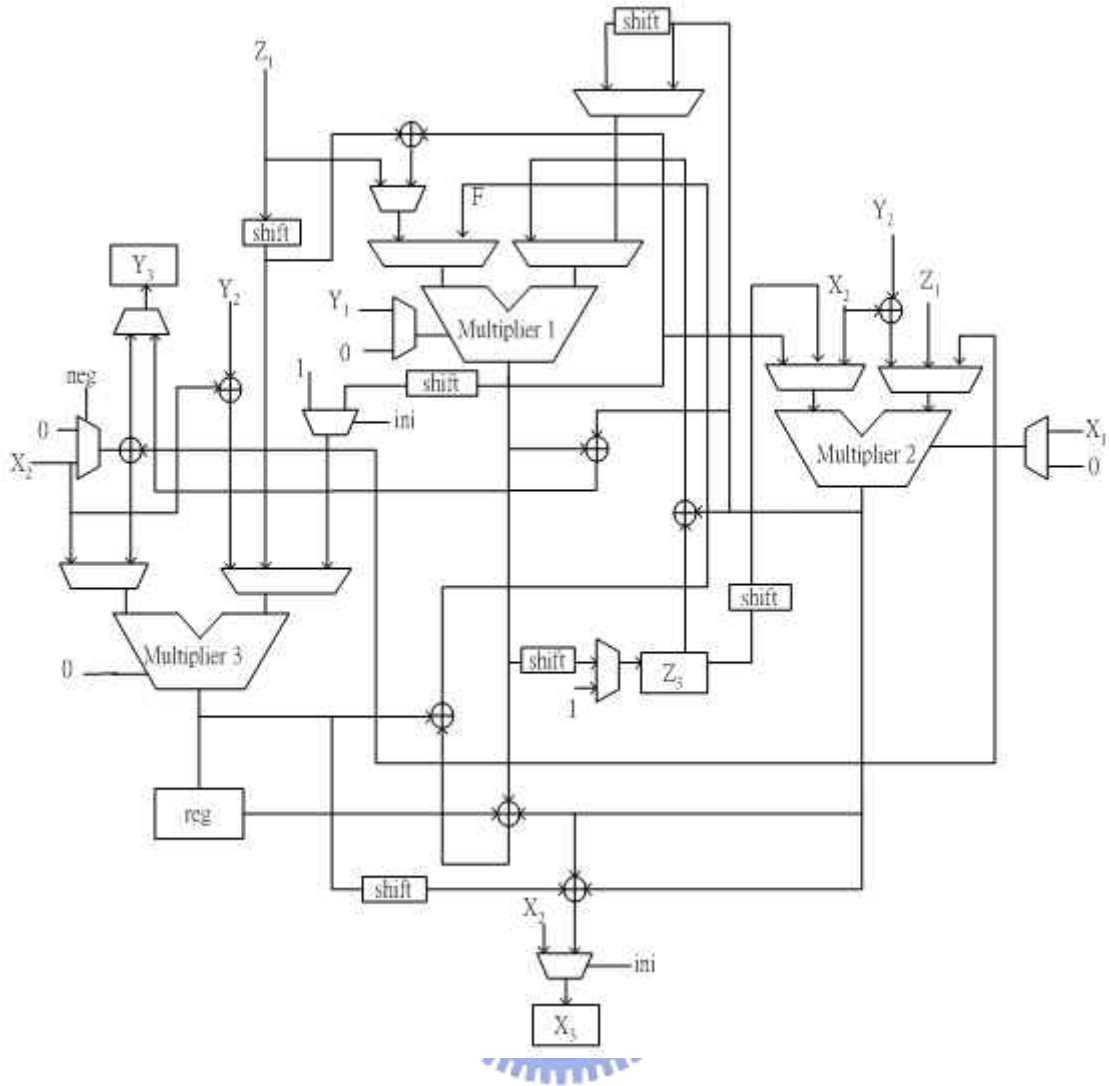 shift
Z₁
F
shift
Y₂
Y₃
Y₂
X₂
Z₁
Y₁
Multiplier 1
0
neg
1
shift
ini
0
X₂
Multiplier 2
X₁
0
shift
Multiplier 3
0
shift
Z₃
1
reg
shift
X₂
ini
X₃